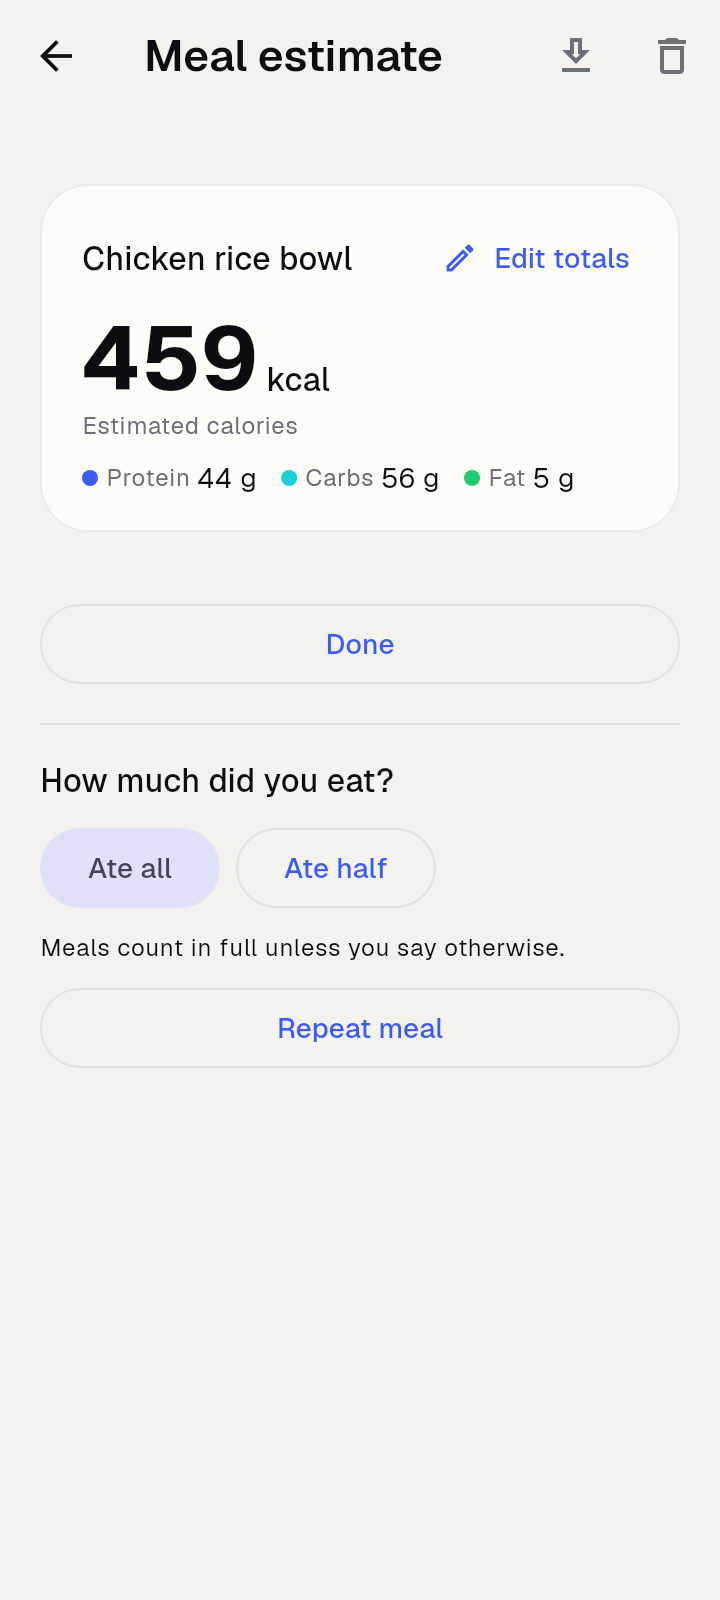 Meal estimate
Chicken rice bowl
Edit totals
459 kcal
Estimated calories
Protein 44 g Carbs 56 g Fat 5 g
Done
How much did you eat?
Ate all
Ate half
Meals count in full unless you say otherwise.
Repeat meal